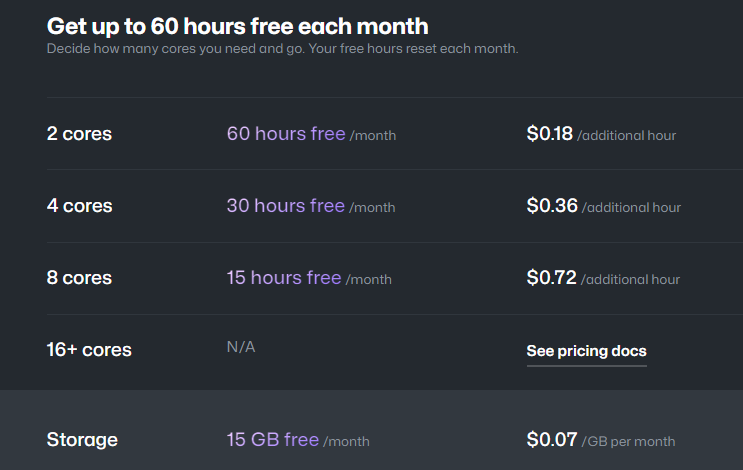 Get up to 60 hours free each month
Decide how many cores you need and go. Your free hours reset each month.
2 cores 60 hours free /month $0.18 /additional hour
4 cores 30 hours free /month $0.36 /additional hour
8 cores 15 hours free /month $0.72 /additional hour
16+ cores N/A See pricing docs
Storage 15 GB free /month $0.07 /GB per month